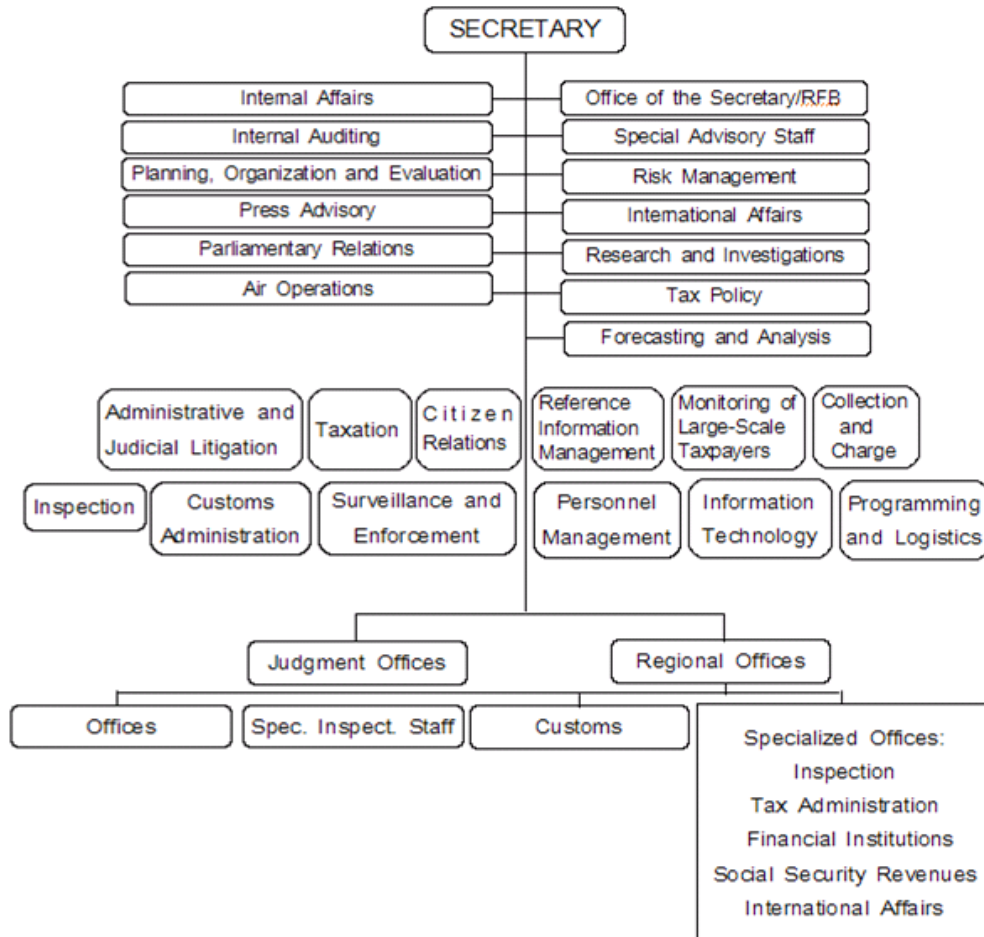 SECRETARY
Internal Affairs
Office of the Secretary/RFB
Internal Auditing
Special Advisory Staff
Planning, Organization and Evaluation
Risk Management
Press Advisory
International Affairs
Parliamentary Relations
Research and Investigations
Air Operations
Tax Policy
Forecasting and Analysis
Administrative and
Judicial Litigation
Taxation
Citizen
Relations
Reference
Information
Management
Monitoring of
Large-Scale
Taxpayers
Collection
and
Charge
Inspection
Customs
Administration
Surveillance and
Enforcement
Personnel
Management
Information
Technology
Programming
and Logistics
Judgment Offices
Regional Offices
Offices
Spec. Inspect. Staff
Customs
Specialized Offices:
Inspection
Tax Administration
Financial Institutions
Social Security Revenues
International Affairs